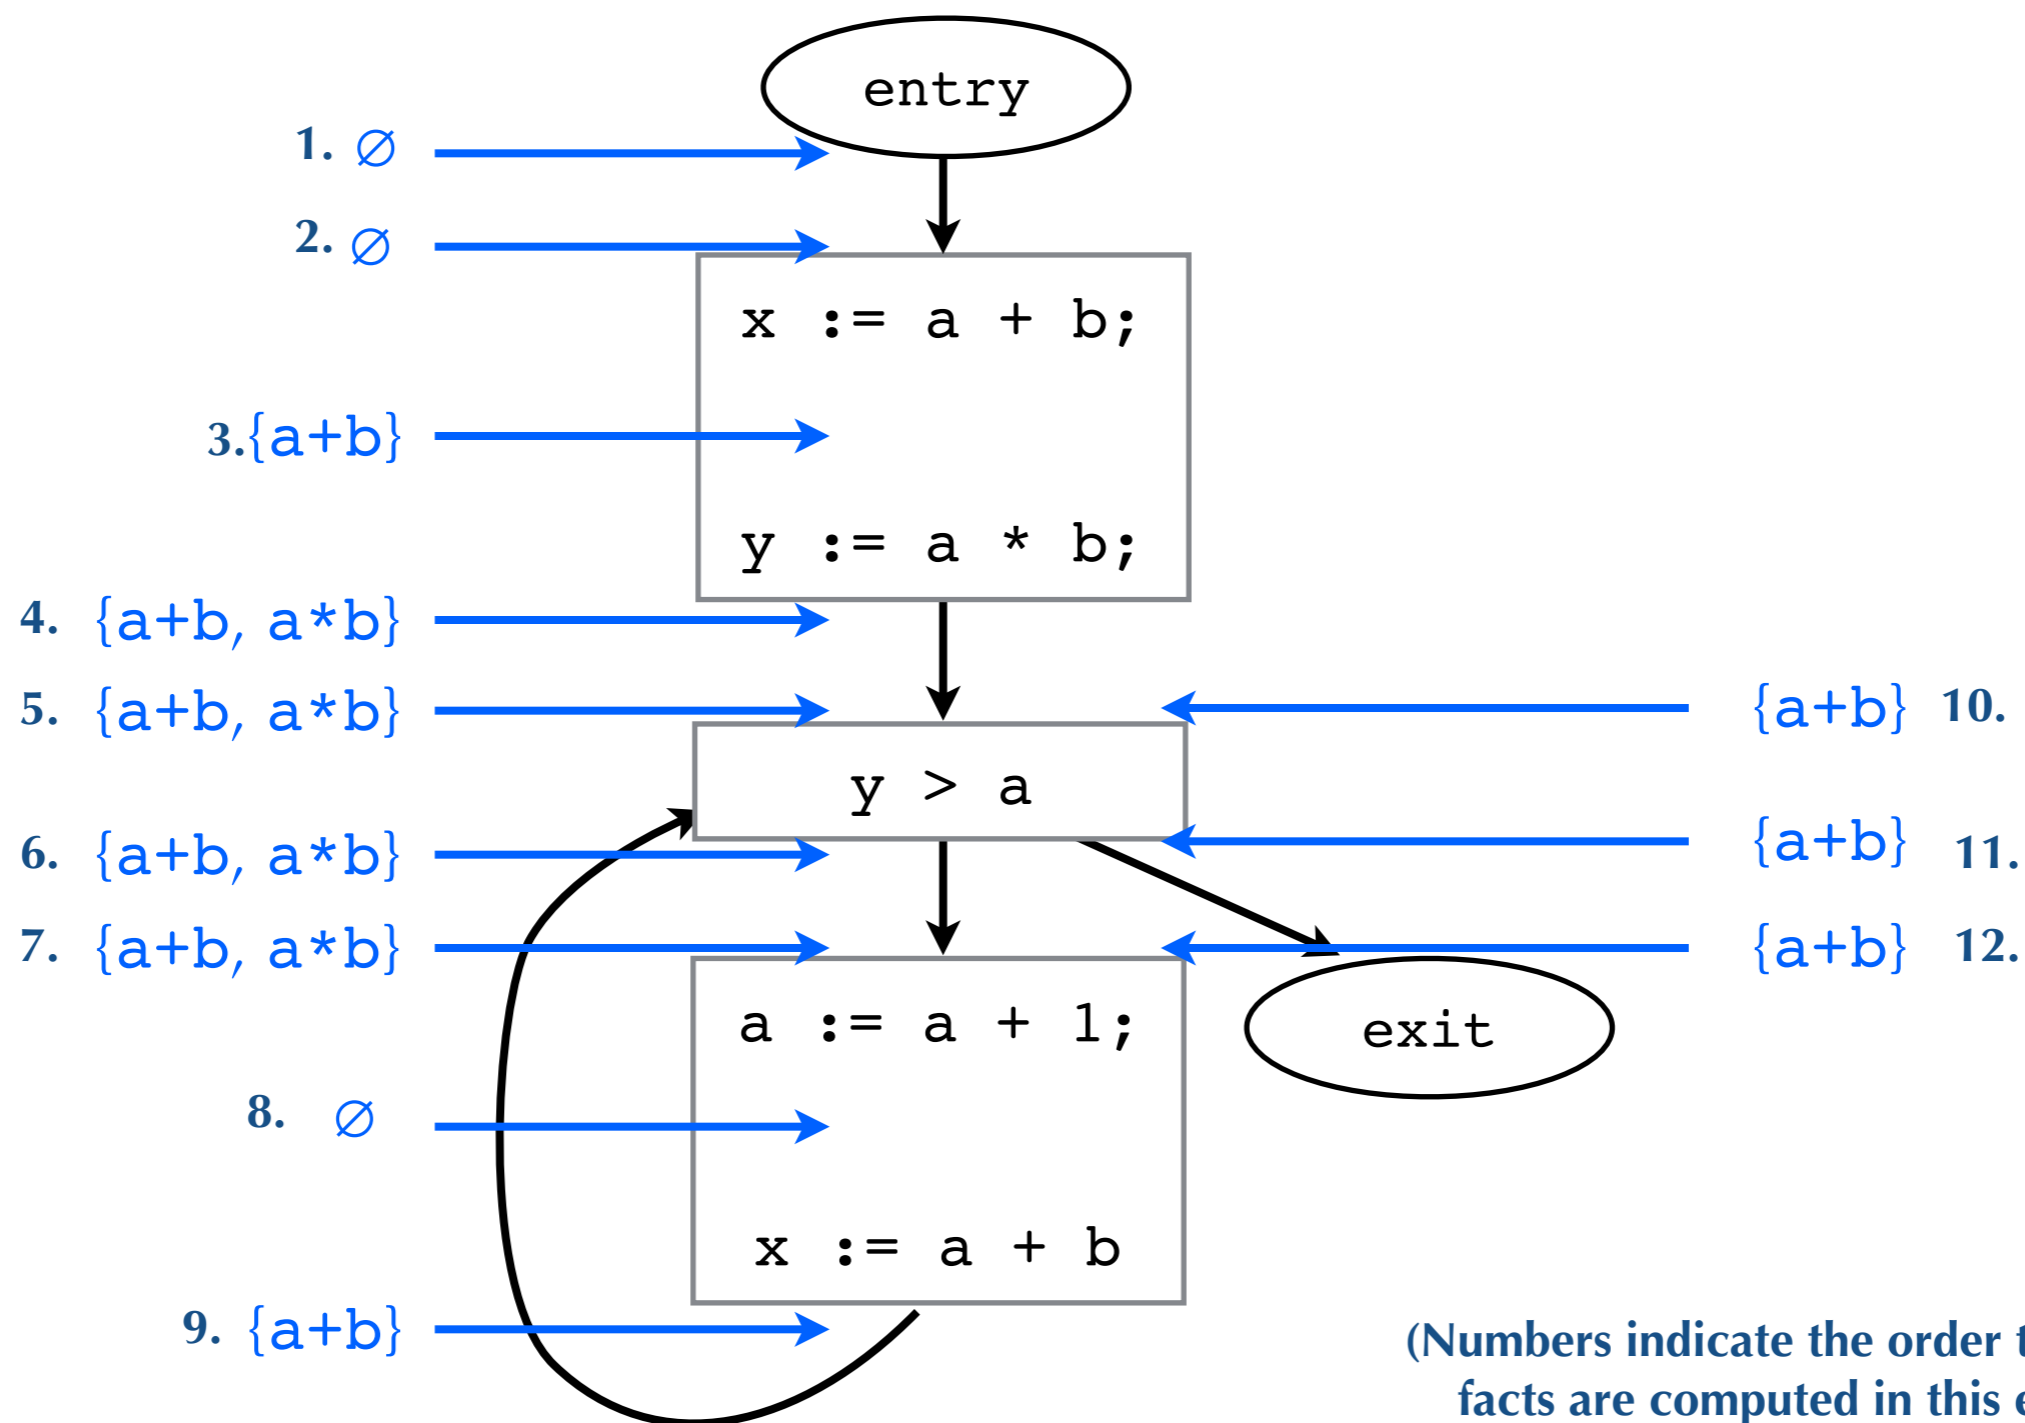 entry
1. ∅
2. ∅
x := a + b;
3.{a+b}
y := a * b;
4. {a+b, a*b}
5. {a+b, a*b}
{a+b} 10.
y > a
6. {a+b, a*b}
{a+b} 11.
7. {a+b, a*b}
{a+b} 12.
a := a + 1;
exit
8. ∅
x := a + b
9. {a+b}
(Numbers indicate the order
facts are computed in this